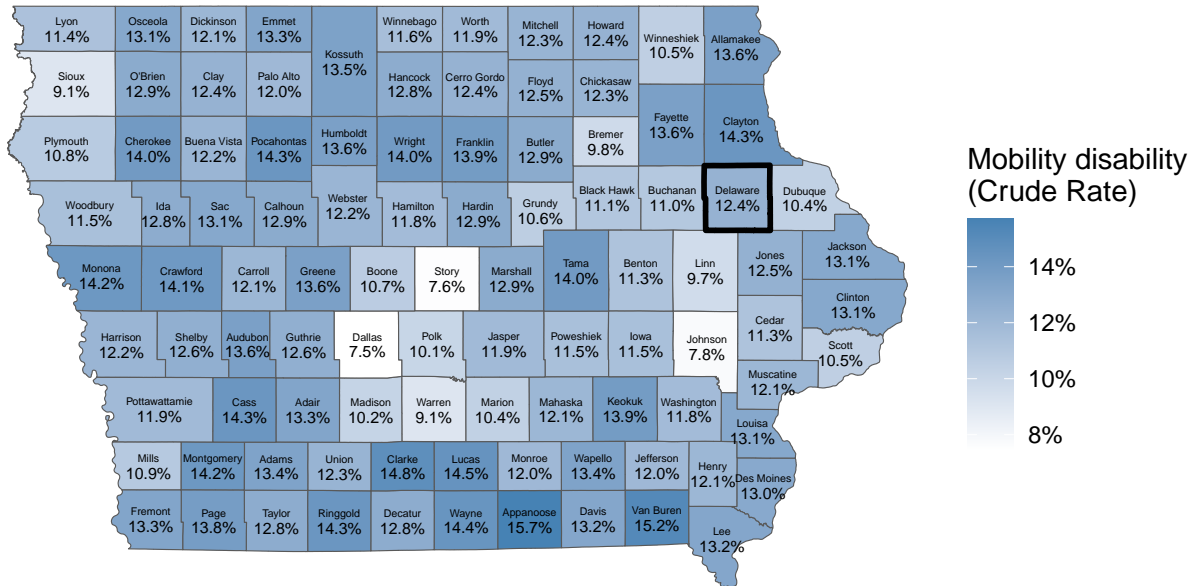 Lyon
11.4%
Osceola
13.1%
Dickinson
12.1%
Emmet
13.3%
Kossuth
13.5%
Winnebago
11.6%
Worth
11.9%
Mitchell
12.3%
Howard
12.4%
Winneshiek
10.5%
Allamakee
13.6%
Sioux
9.1%
O'Brien
12.9%
Clay
12.4%
Palo Alto
12.0%
Hancock
12.8%
Cerro Gordo
12.4%
Floyd
12.5%
Chickasaw
12.3%
Fayette
13.6%
Clayton
14.3%
Plymouth
10.8%
Cherokee
14.0%
Buena Vista
12.2%
Pocahontas
14.3%
Humboldt
13.6%
Wright
14.0%
Franklin
13.9%
Butler
12.9%
Bremer
9.8%
Woodbury
11.5%
Ida
12.8%
Sac
13.1%
Calhoun
12.9%
Webster
12.2%
Hamilton
11.8%
Hardin
12.9%
Grundy
10.6%
Black Hawk
11.1%
Buchanan
11.0%
Delaware
12.4%
Dubuque
10.4%
Monona
14.2%
Crawford
14.1%
Carroll
12.1%
Greene
13.6%
Boone
10.7%
Story
7.6%
Marshall
12.9%
Tama
14.0%
Benton
11.3%
Linn
9.7%
Jones
12.5%
Jackson
13.1%
Clinton
13.1%
Harrison
12.2%
Shelby
12.6%
Audubon
13.6%
Guthrie
12.6%
Dallas
7.5%
Polk
10.1%
Jasper
11.9%
Poweshiek
11.5%
Iowa
11.5%
Johnson
7.8%
Cedar
11.3%
Scott
10.5%
Muscatine
12.1%
Pottawattamie
11.9%
Cass
14.3%
Adair
13.3%
Madison
10.2%
Warren
9.1%
Marion
10.4%
Mahaska
12.1%
Keokuk
13.9%
Washington
11.8%
Louisa
13.1%
Mills
10.9%
Montgomery
14.2%
Adams
13.4%
Union
12.3%
Clarke
14.8%
Lucas
14.5%
Monroe
12.0%
Wapello
13.4%
Jefferson
12.0%
Henry
12.1%
Des Moines
13.0%
Fremont
13.3%
Page
13.8%
Taylor
12.8%
Ringgold
14.3%
Decatur
12.8%
Wayne
14.4%
Appanoose
15.7%
Davis
13.2%
Van Buren
15.2%
Lee
13.2%
Mobility disability
(Crude Rate)
14%
12%
10%
8%